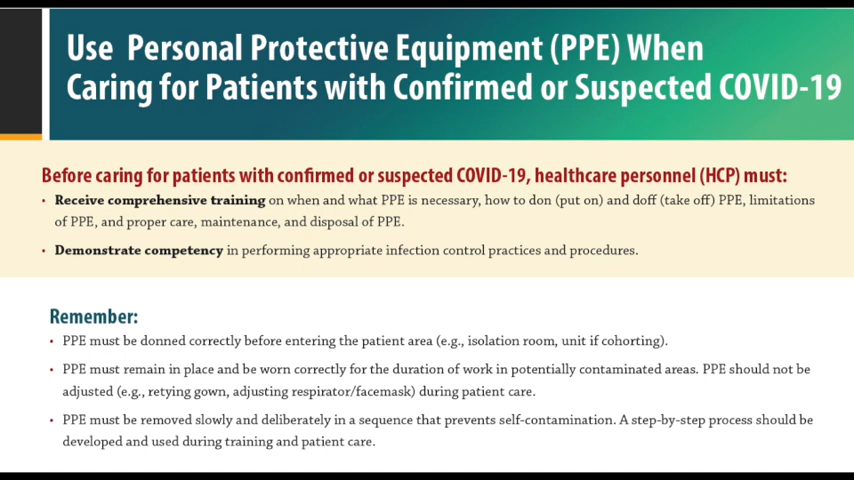 Use Personal Protective Equipment (PPE) When
Caring for Patients with Confirmed or Suspected COVID-19
Before caring for patients with confirmed or suspected COVID-19, healthcare personnel (HCP) must:
• Receive comprehensive training on when and what PPE is necessary, how to don (put on) and doff (take off) PPE, limitations
of PPE, and proper care, maintenance, and disposal of PPE.
• Demonstrate competency in performing appropriate infection control practices and procedures.
Remember:
• PPE must be donned correctly before entering the patient area (e.g., isolation room, unit if cohorting).
• PPE must remain in place and be worn correctly for the duration of work in potentially contaminated areas. PPE should not be
adjusted (e.g., retying gown, adjusting respirator/facemask) during patient care.
• PPE must be removed slowly and deliberately in a sequence that prevents self-contamination. A step-by-step process should be
developed and used during training and patient care.